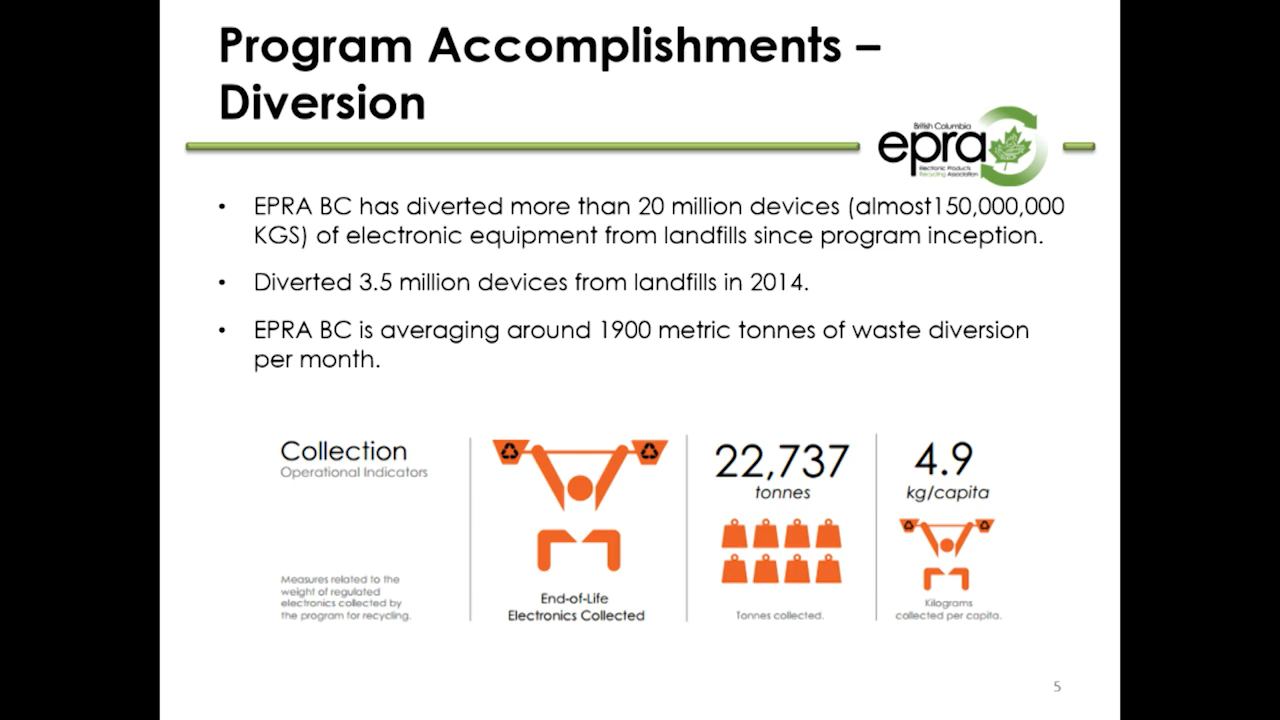 Program Accomplishments –
Diversion
British Columbia
epra
Electronic Products
Recycling Association
• EPRA BC has diverted more than 20 million devices (almost150,000,000
KGS) of electronic equipment from landfills since program inception.
• Diverted 3.5 million devices from landfills in 2014.
• EPRA BC is averaging around 1900 metric tonnes of waste diversion
per month.
Collection
Operational Indicators
Measures related to the
weight of regulated
electronics collected by
the program for recycling.
End-of-Life
Electronics Collected
22,737
tonnes
Tonnes collected.
4.9
kg/capita
Kilograms
collected per capita.
5